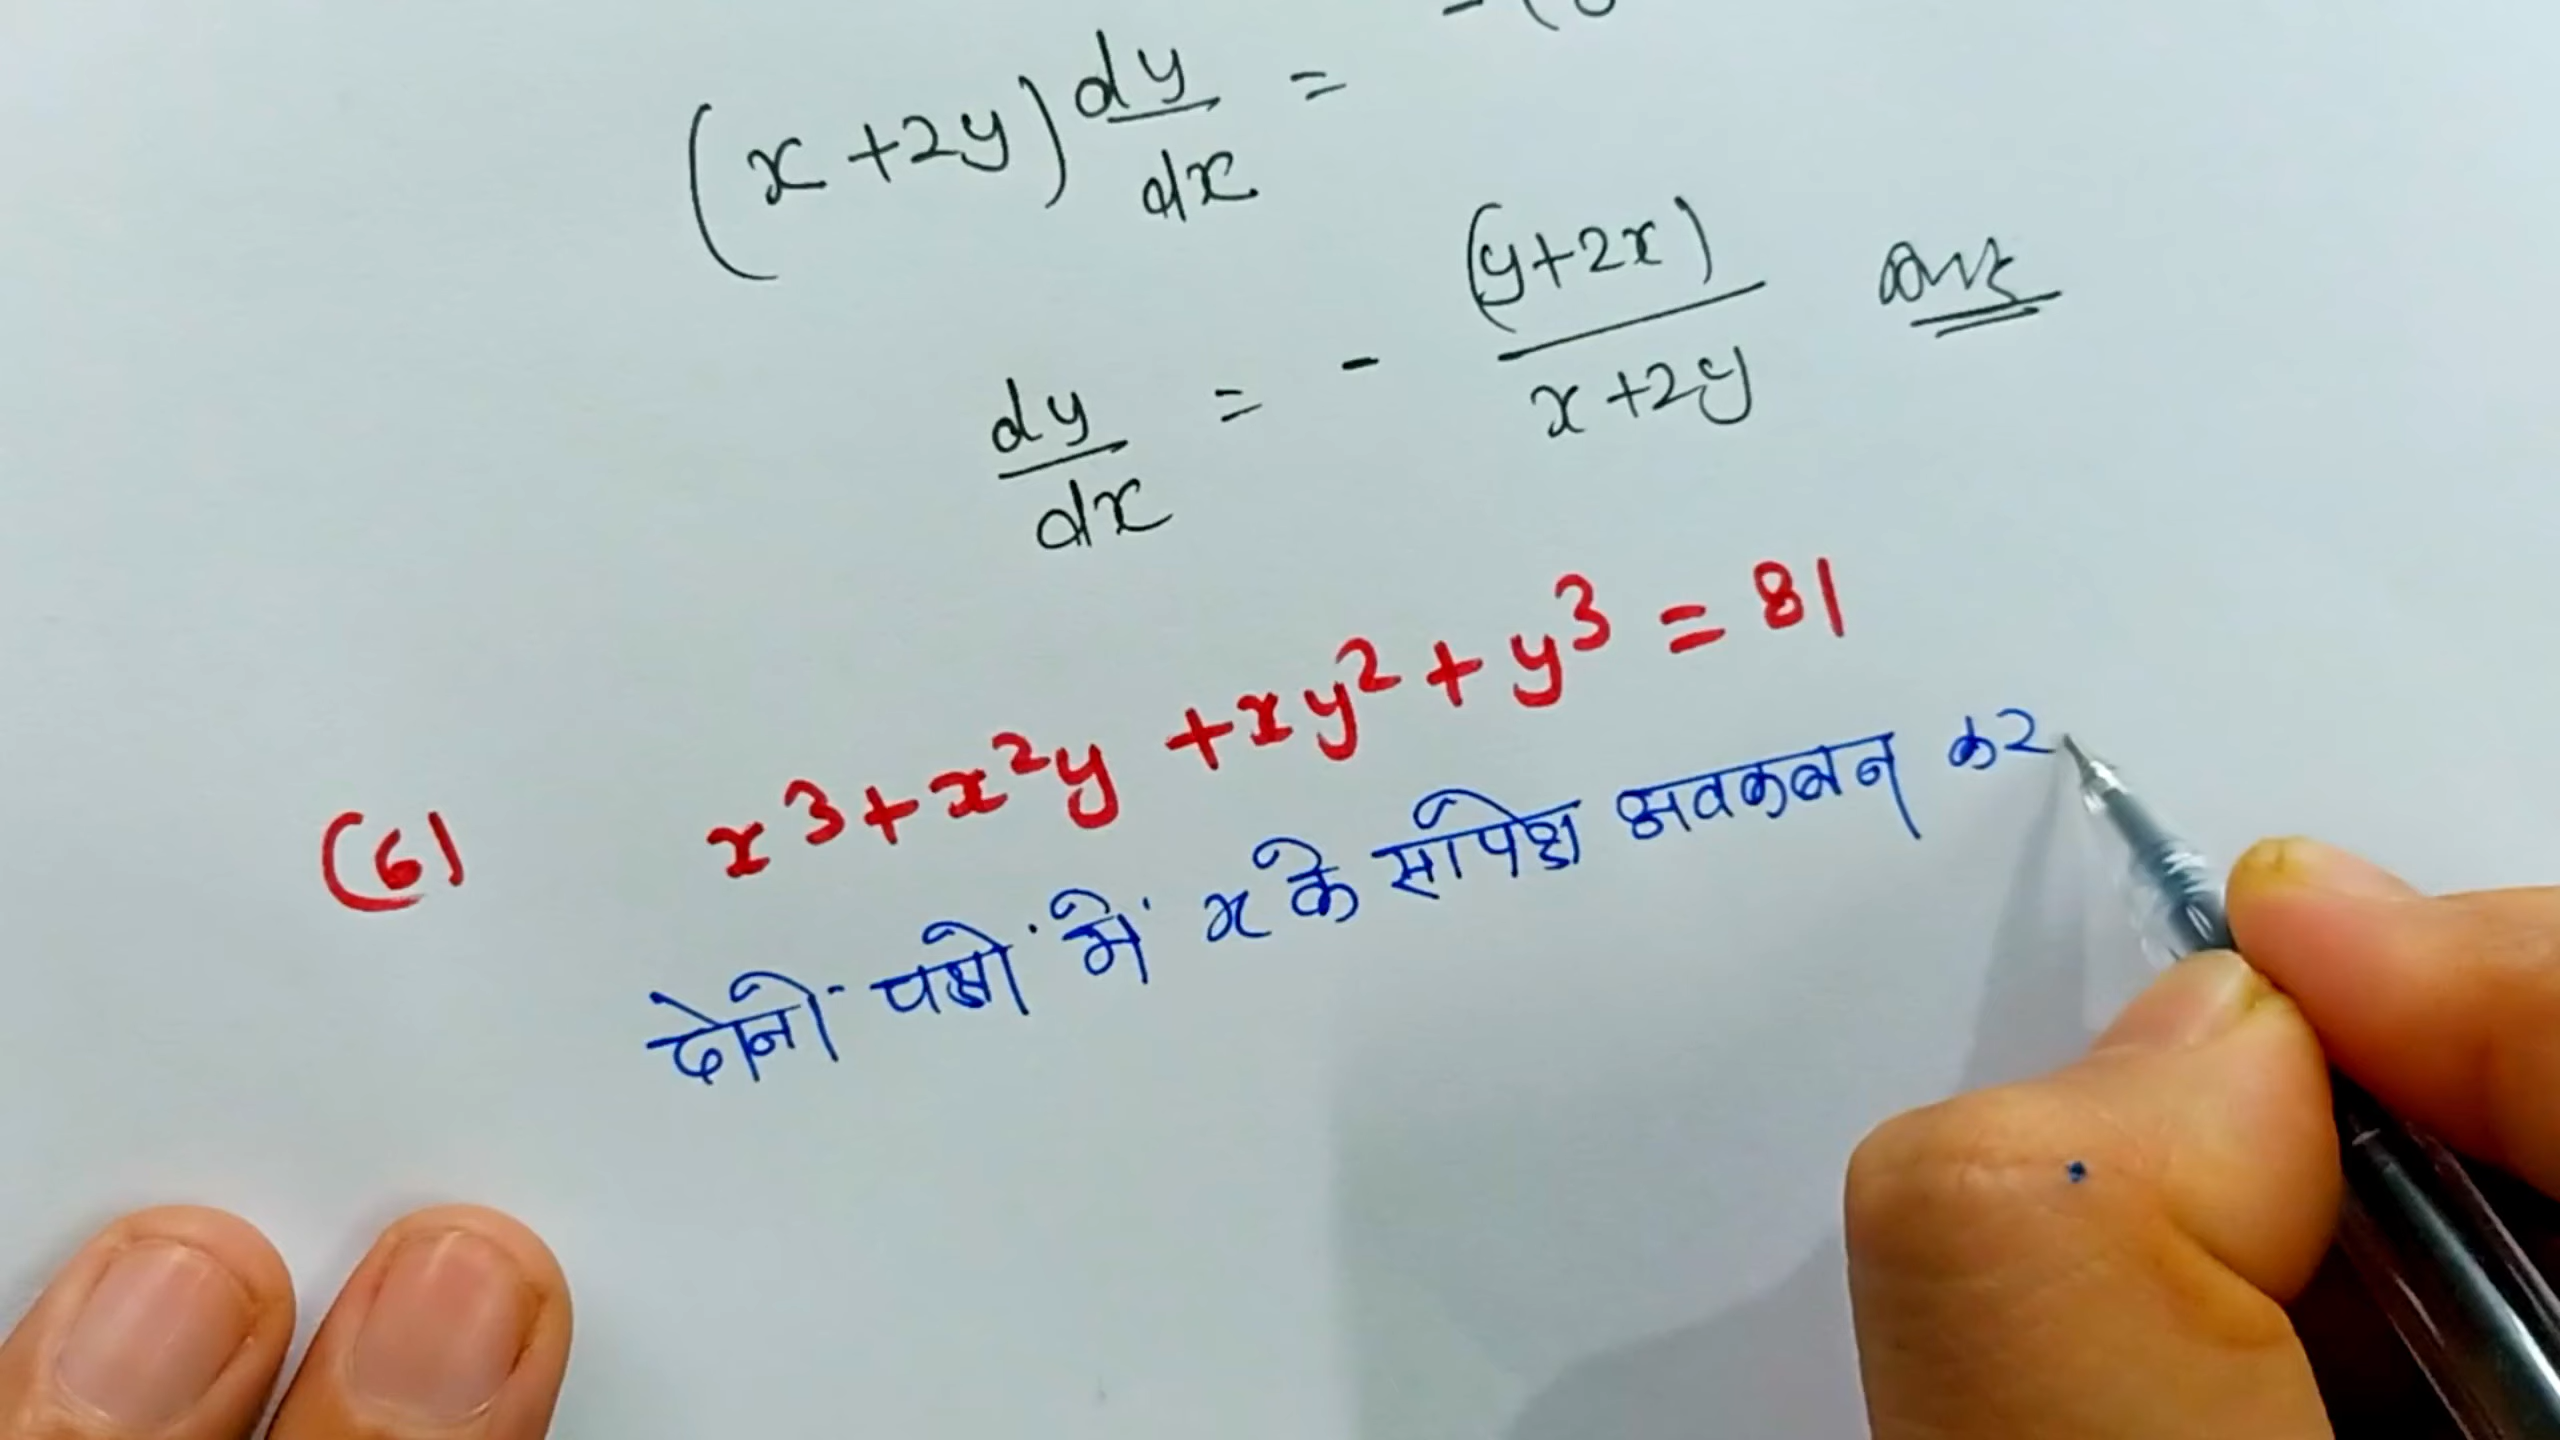 (x+2y) dy/dx =
dy/dx = - (y+2x)/x+2y Ans
(6) x³+x²y+xy²+y³=81
दोनों पक्षों में x के सापेक्ष अवकलन कर